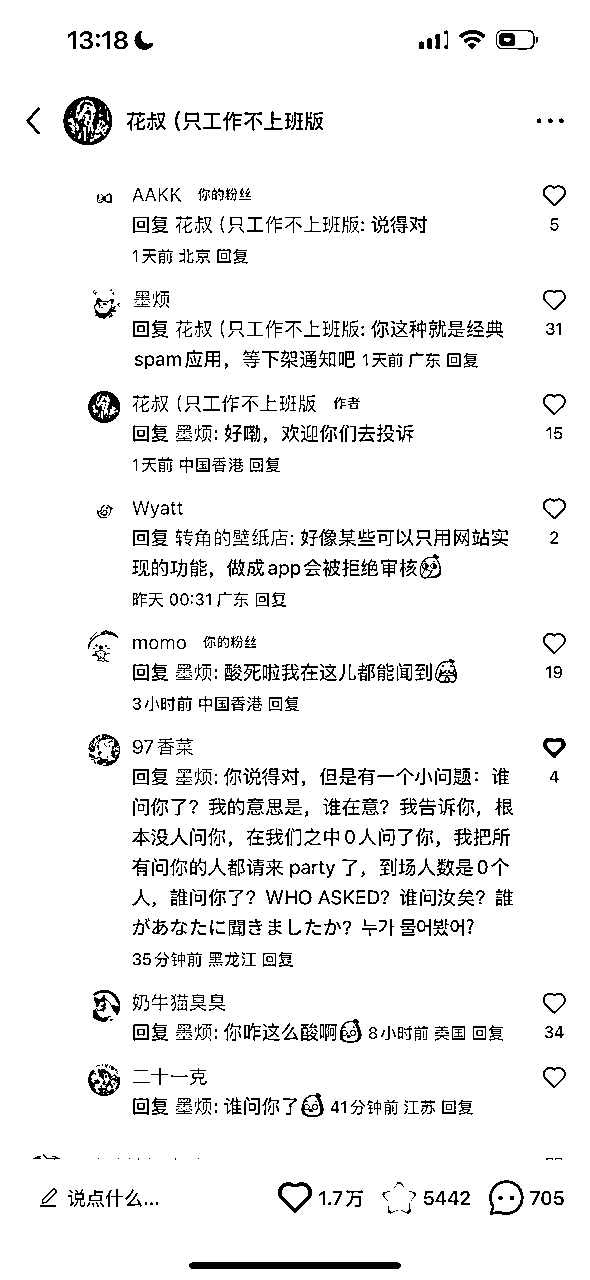 13:18
花叔（只工作不上班版
AAKK 你的粉丝
回复 花叔（只工作不上班版: 说得对
5
1天前 北京 回复
墨烦
回复 花叔（只工作不上班版: 你这种就是经典
31
spam应用，等下架通知吧 1天前 广东 回复
花叔（只工作不上班版 作者
回复 墨烦: 好嘞，欢迎你们去投诉
15
1天前 中国香港 回复
Wyatt
回复 转角的壁纸店: 好像某些可以只用网站实
2
现的功能，做成app会被拒绝审核
昨天 00:31 广东 回复
momo 你的粉丝
回复 墨烦: 酸死啦我在这儿都能闻到
19
3小时前 中国香港 回复
97香菜
回复 墨烦: 你说得对，但是有一个小问题：谁
4
问你了？我的意思是，谁在意？我告诉你，根
本没人问你，在我们之中0人问了你，我把所
有问你的人都请来 party 了，到场人数是0个
人，誰问你了？WHO ASKED？谁问汝矣？誰
があなたに聞きましたか？누가 물어봤어?
35分钟前 黑龙江 回复
奶牛猫臭臭
回复 墨烦: 你咋这么酸啊 8小时前 美国 回复
34
二十一克
回复 墨烦: 谁问你了 41分钟前 江苏 回复
说点什么...
1.7万
5442
705